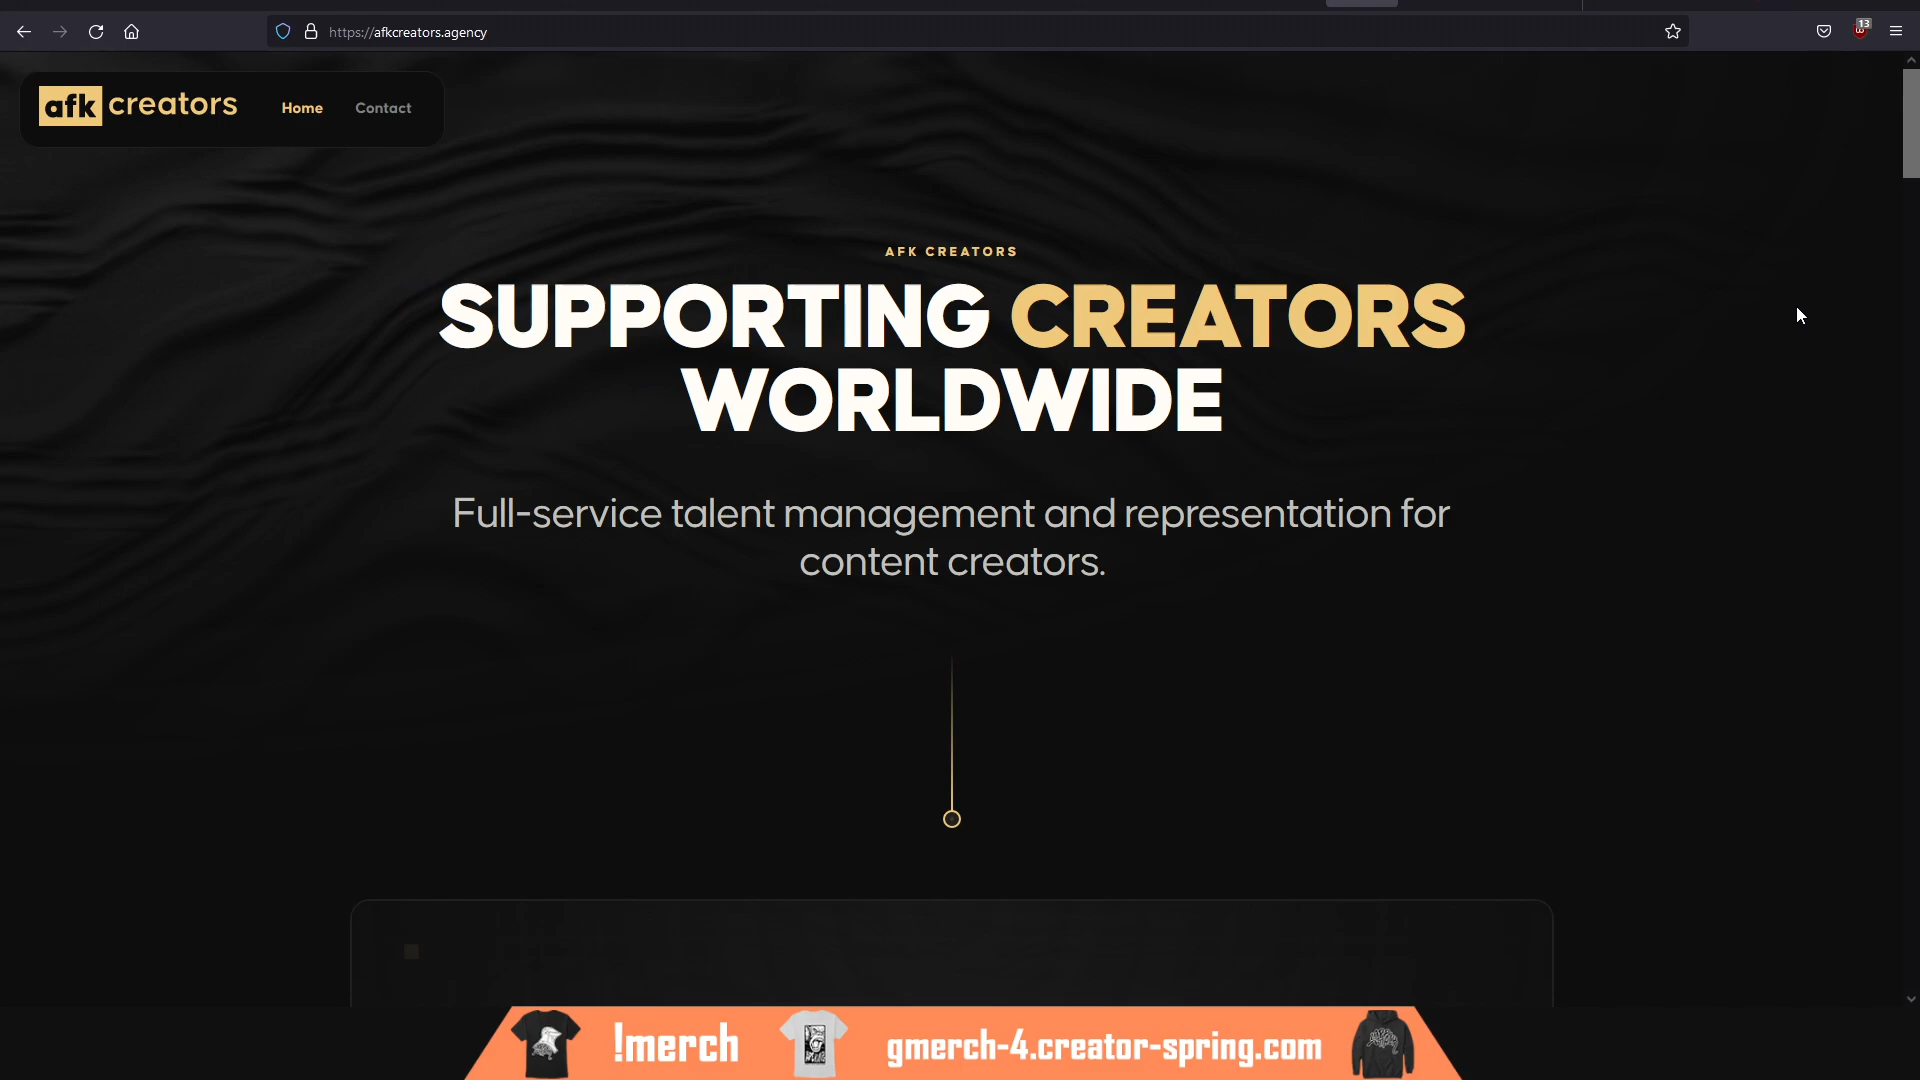 13
https://afkcreators.agency
afk creators
Home
Contact
AFK CREATORS
SUPPORTING CREATORS
WORLDWIDE
Full-service talent management and representation for
content creators.
!merch
gmerch-4.creator-spring.com